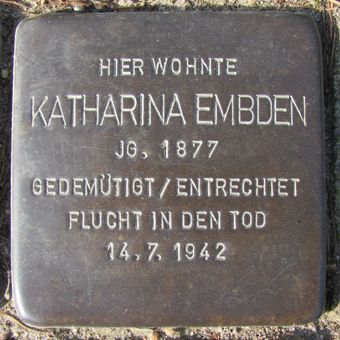 HIER WOHNTE
KATHARINA EMBDEN
JG. 1877
GEDEMÜTIGT / ENTRECHTET
FLUCHT IN DEN TOD
14.7. 1942